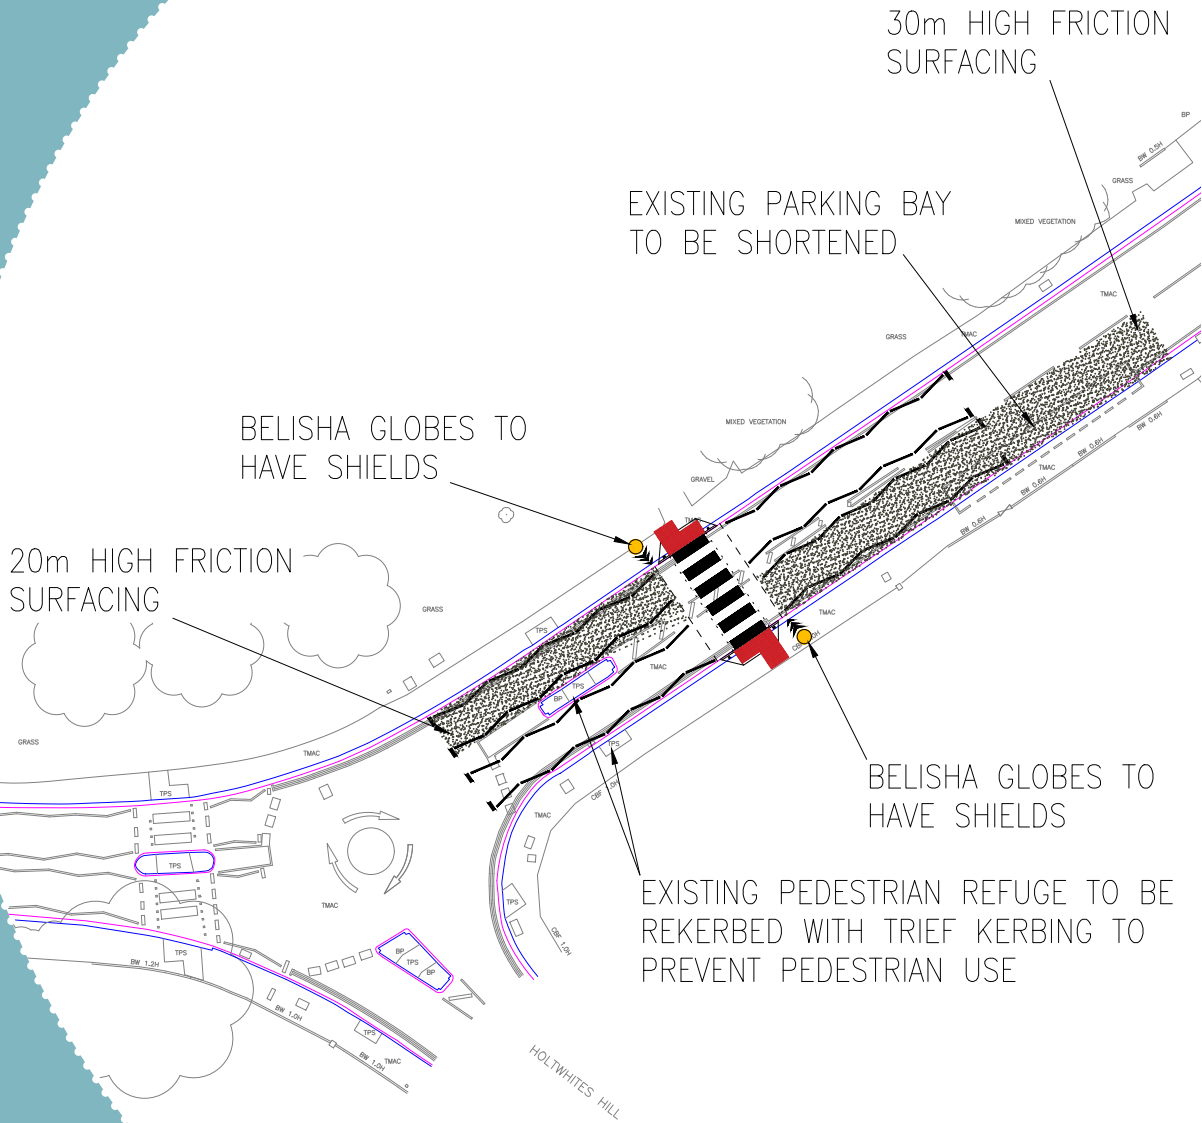 30m HIGH FRICTION
SURFACING
BP
BW 0.5H
GRASS
EXISTING PARKING BAY
TO BE SHORTENED
MIXED VEGETATION
TMAC
GRASS
TMAC
BELISHA GLOBES TO
HAVE SHIELDS
MIXED VEGETATION
BW 0.6H
BW 0.6H
TMAC
GRAVEL
BW 0.6H
BW 0.6H
20m HIGH FRICTION
SURFACING
GRASS
TPS
TMAC
TMAC
TPS
BP
GRASS
TMAC
TPS
TPS
BELISHA GLOBES TO
HAVE SHIELDS
TMAC
TPS
TMAC
TPS
EXISTING PEDESTRIAN REFUGE TO BE
REKERBED WITH TRIEF KERBING TO
PREVENT PEDESTRIAN USE
CBF 1.0H
BP
TPS
BP
TPS
BW 1.2H
BW 1.0H
TPS
BW 1.0H
TMAC
HOLTWHITES HILL